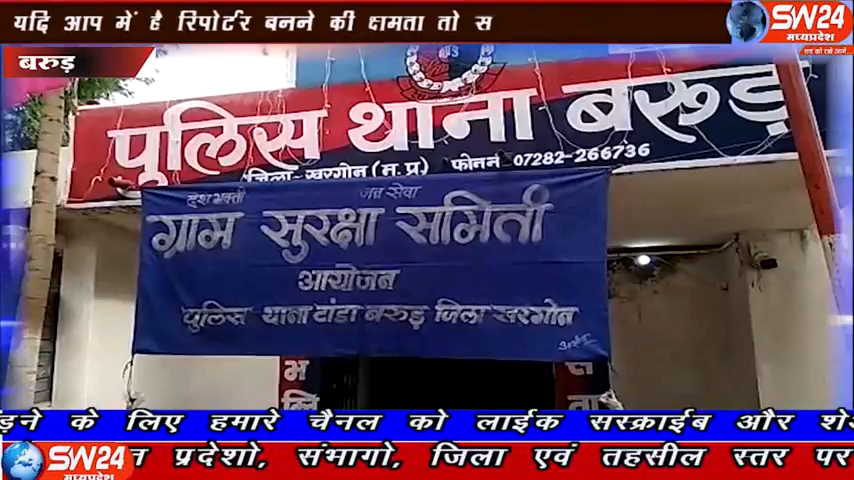 यदि आप में है रिपोर्टर बनने की क्षमता तो स
SW24
मध्यप्रदेश
बरुड़
पुलिस थाना बरूड़
जिला-खरगोन (म.प्र) फोन नं 07282-266736
देश भक्ती जन सेवा
ग्राम सुरक्षा समिती
आयोजन
पुलिस थाना टांडा बरुड़ जिला खरगोन
ड़ने के लिए हमारे चैनल को लाईक सस्क्राईब और शे
SW24
मध्यप्रदेश
त प्रदेशो, संभागो, जिला एवं तहसील स्तर पर